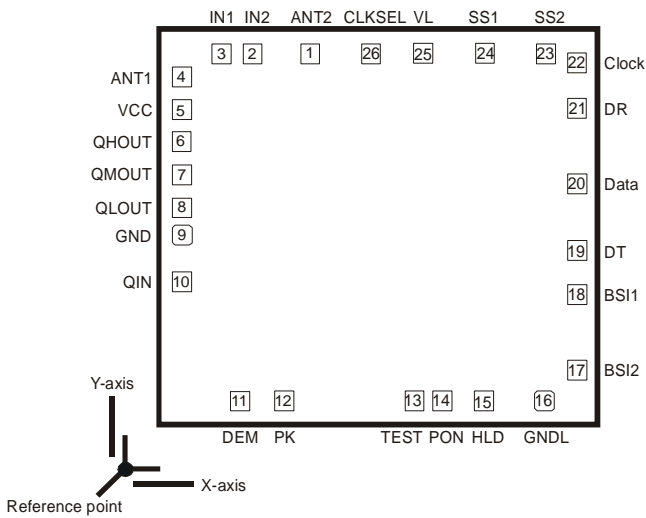 IN1 IN2 ANT2 CLKSEL VL SS1 SS2
3 2 1 26 25 24 23
22 Clock
ANT1 4
VCC 5
21 DR
QHOUT 6
QMOUT 7
20 Data
QLOUT 8
GND 9
19 DT
QIN 10
18 BSI1
17 BSI2
Y-axis
11 12 13 14 15 16
DEM PK TEST PON HLD GNDL
X-axis
Reference point